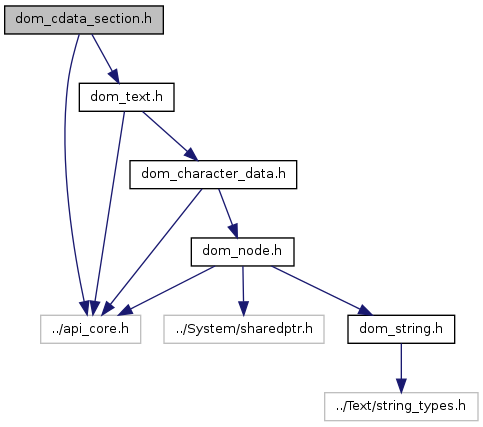 dom_cdata_section.h
dom_text.h
dom_character_data.h
dom_node.h
../api_core.h
../System/sharedptr.h
dom_string.h
../Text/string_types.h